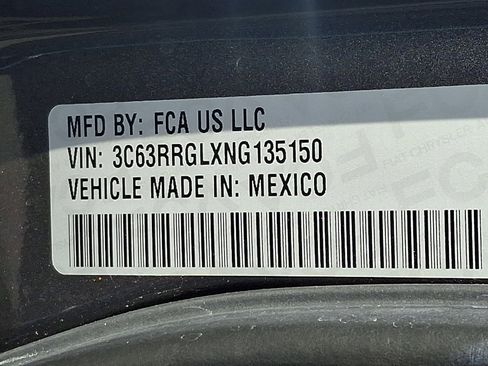 MFD BY: FCA US LLC
VIN: 3C63RRGLXNG135150
VEHICLE MADE IN: MEXICO